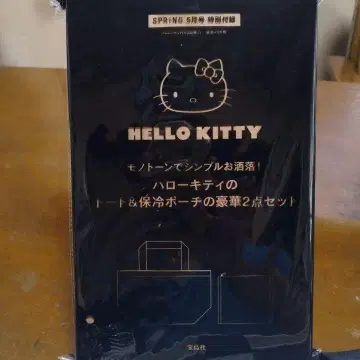 SPRiNG 5月号 特別付録
HELLO KITTY
モノトーンでシンプルお洒落!
ハローキティの
トート&保冷ポーチの豪華2点セット
宝島社